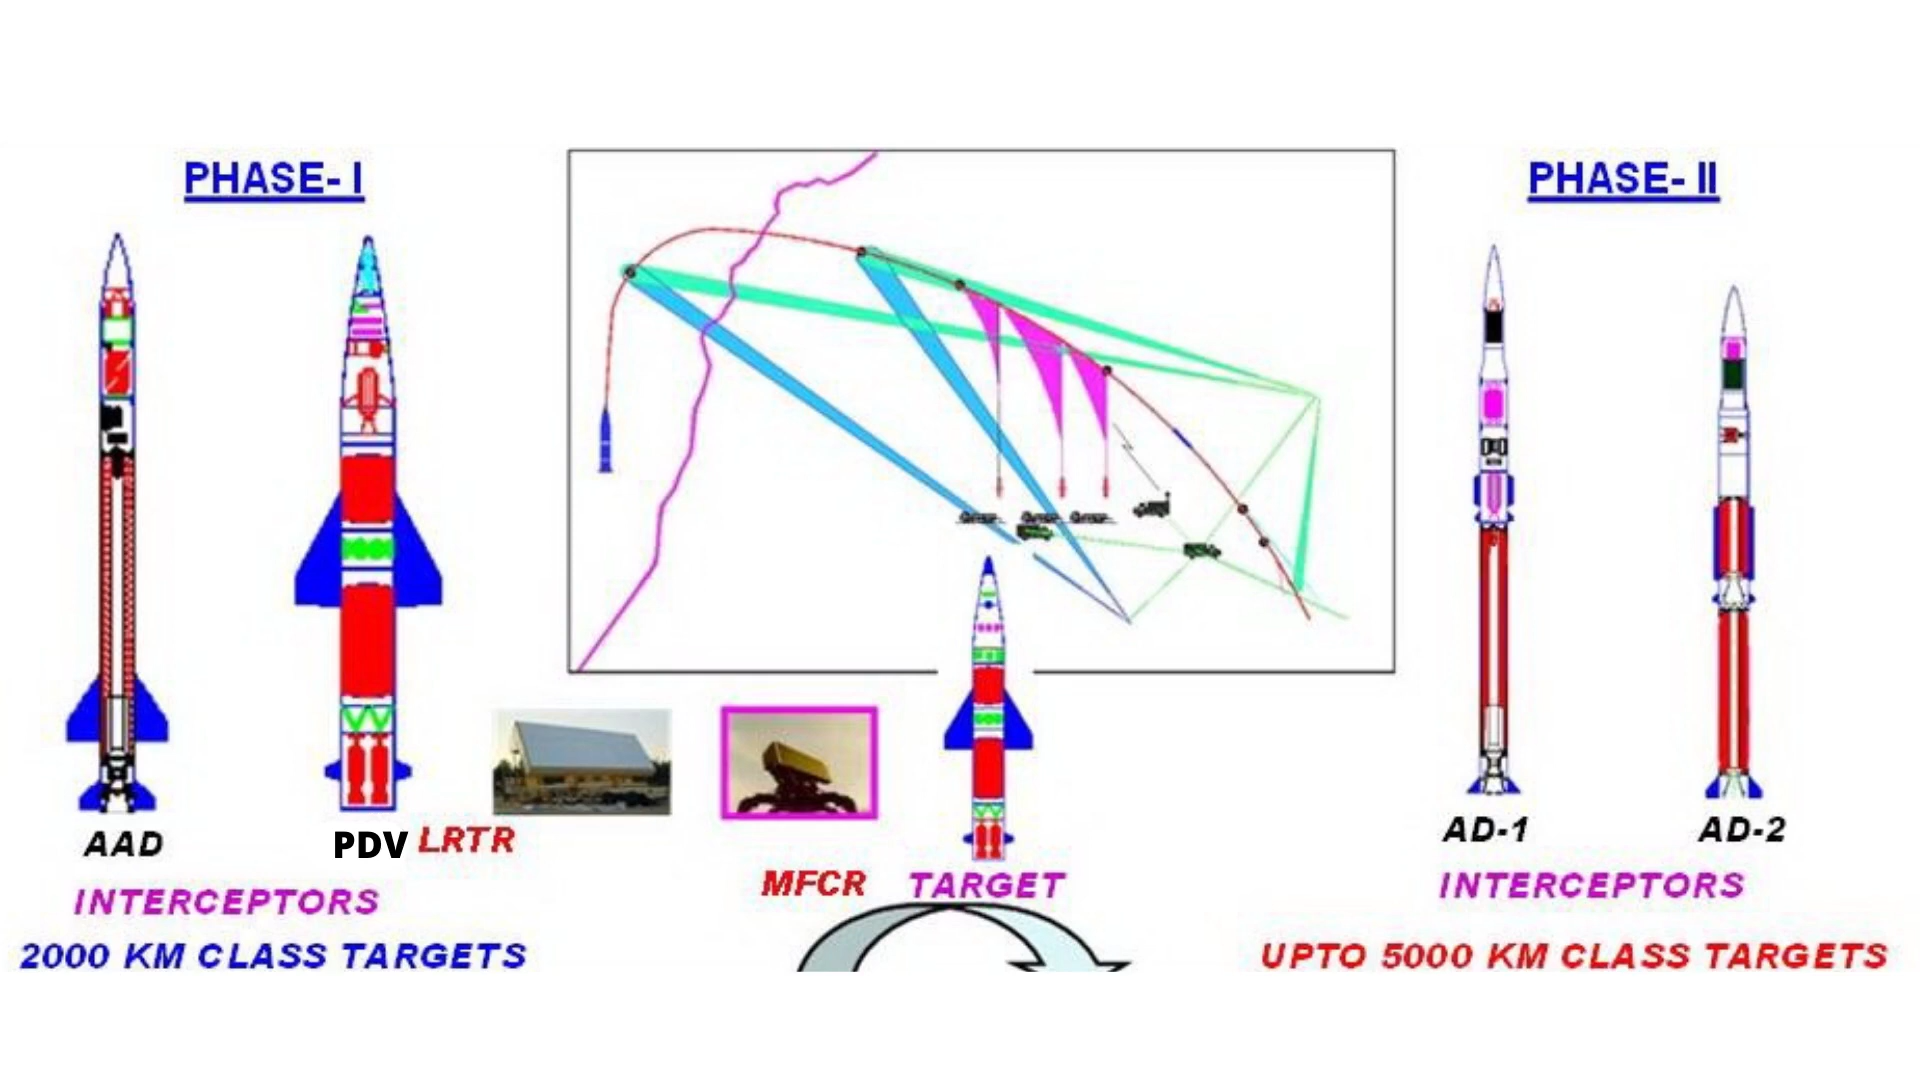 PHASE- I
PHASE- II
AAD
PDV
LRTR
MFCR
TARGET
AD-1
AD-2
INTERCEPTORS
INTERCEPTORS
2000 KM CLASS TARGETS
UPTO 5000 KM CLASS TARGETS